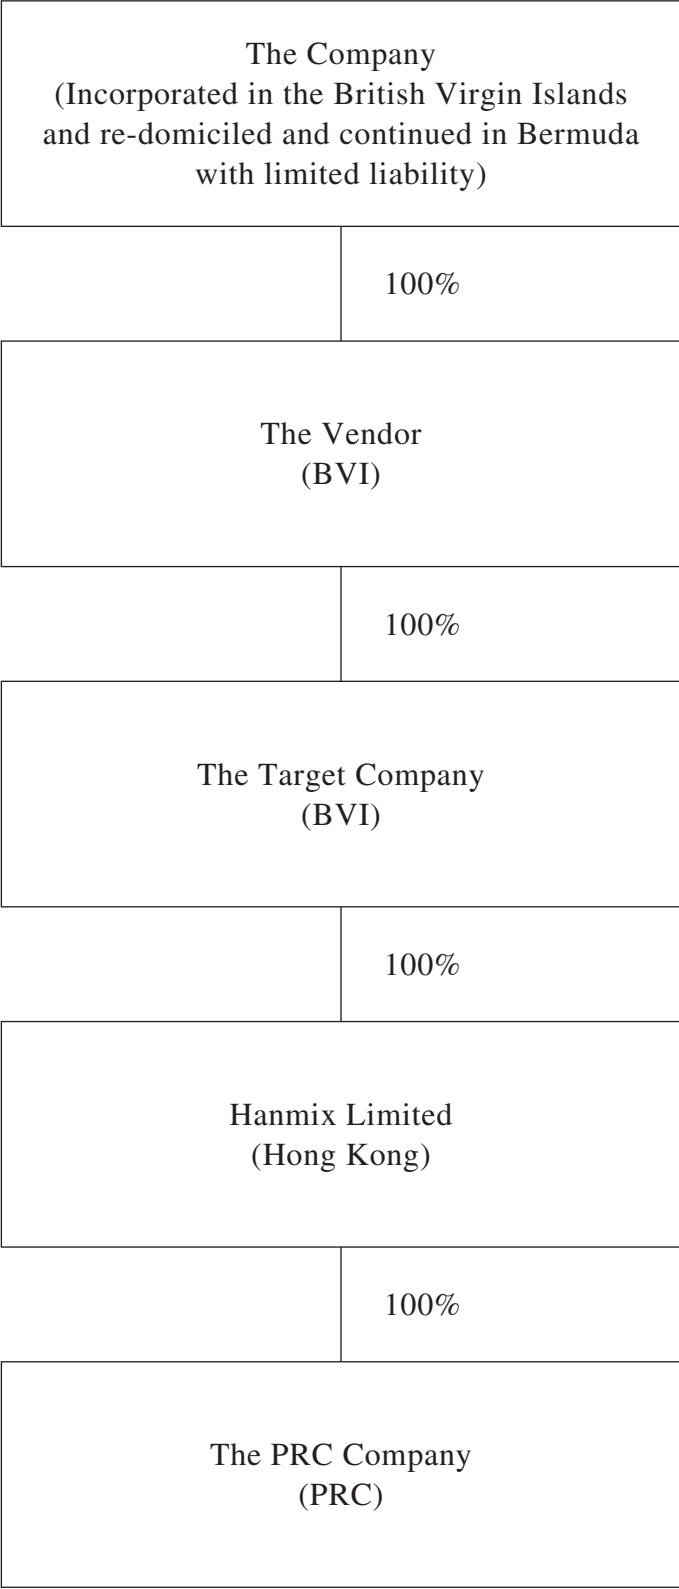 The Company
(Incorporated in the British Virgin Islands
and re-domiciled and continued in Bermuda
with limited liability)
100%
The Vendor
(BVI)
100%
The Target Company
(BVI)
100%
Hanmix Limited
(Hong Kong)
100%
The PRC Company
(PRC)